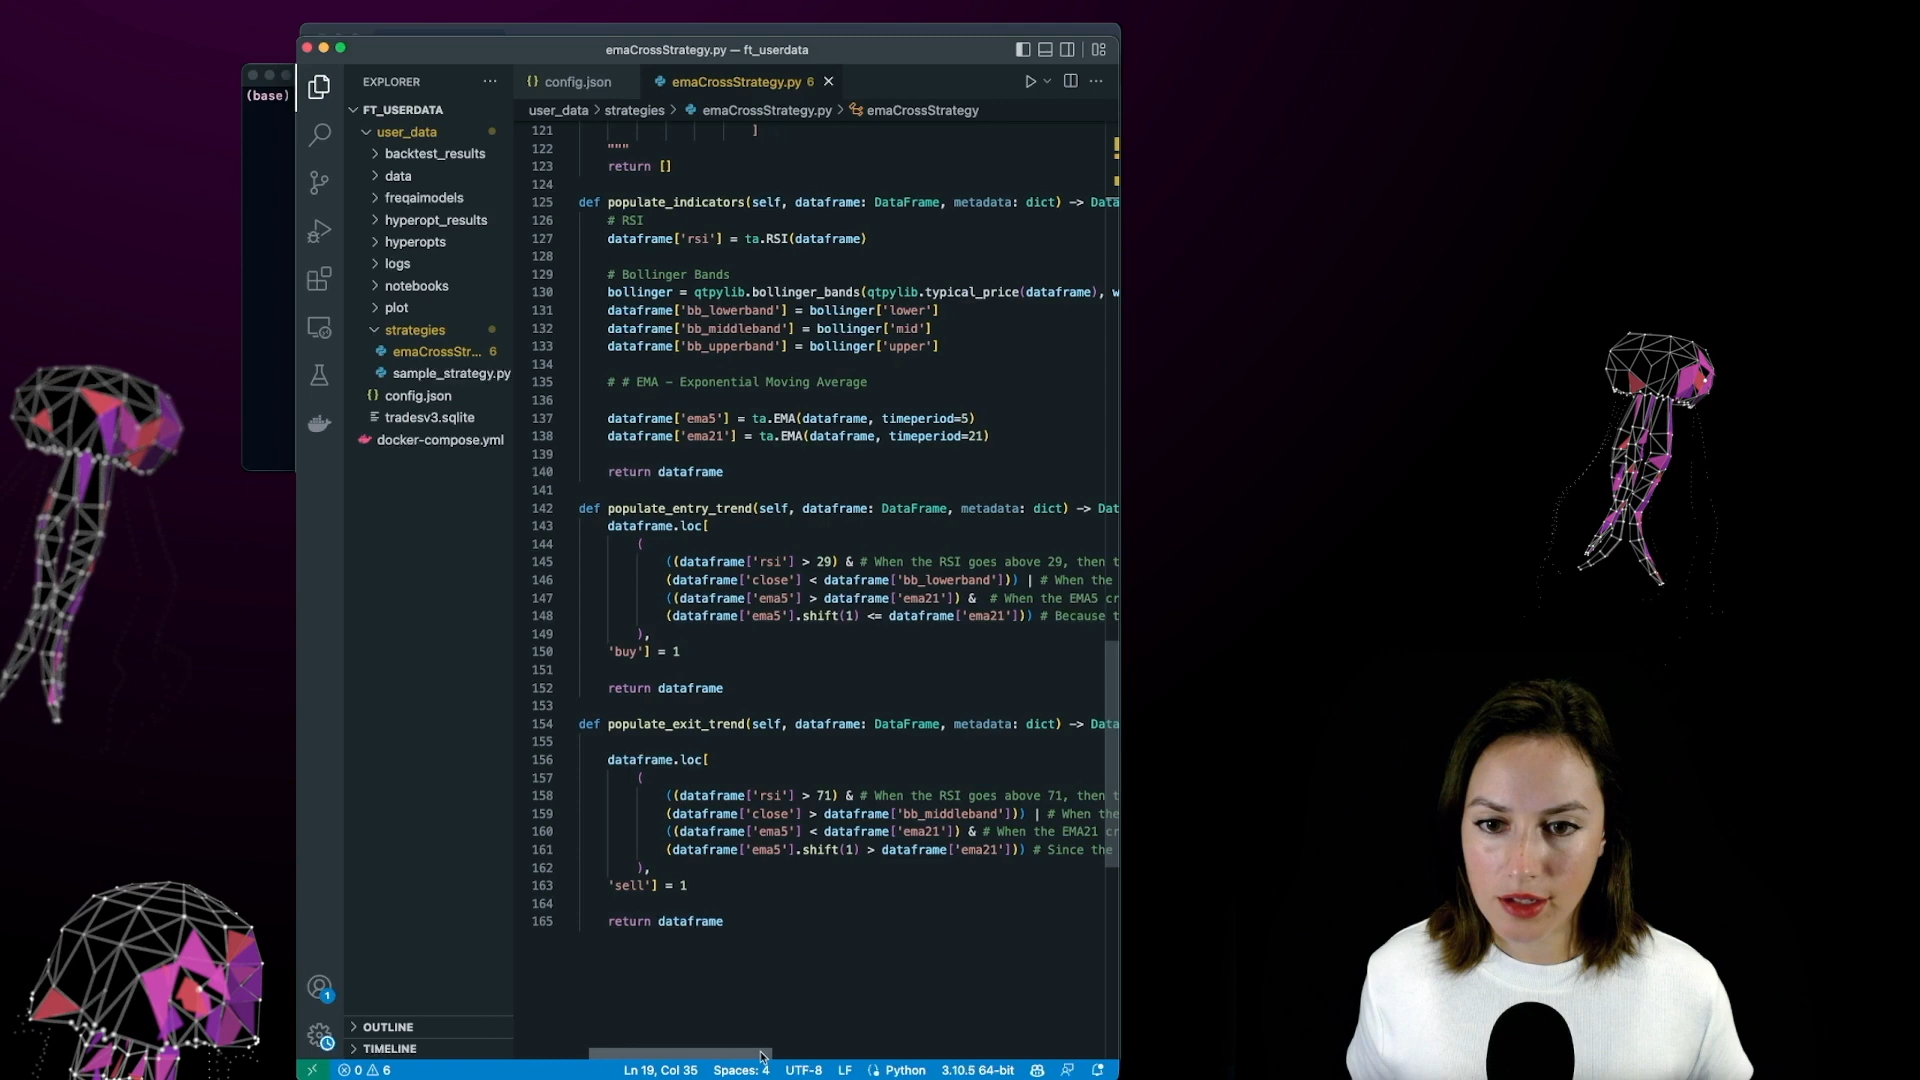 emaCrossStrategy.py — ft_userdata
(base)
EXPLORER
{} config.json
emaCrossStrategy.py 6
FT_USERDATA
user_data
backtest_results
data
freqaimodels
hyperopt_results
hyperopts
logs
notebooks
plot
strategies
emaCrossStr... 6
sample_strategy.py
{} config.json
tradesv3.sqlite
docker-compose.yml
OUTLINE
TIMELINE
user_data > strategies > emaCrossStrategy.py > emaCrossStrategy
121 ]
122 """
123 return []
124
125 def populate_indicators(self, dataframe: DataFrame, metadata: dict) -> Data
126 # RSI
127 dataframe['rsi'] = ta.RSI(dataframe)
128
129 # Bollinger Bands
130 bollinger = qtpylib.bollinger_bands(qtpylib.typical_price(dataframe), w
131 dataframe['bb_lowerband'] = bollinger['lower']
132 dataframe['bb_middleband'] = bollinger['mid']
133 dataframe['bb_upperband'] = bollinger['upper']
134
135 # # EMA - Exponential Moving Average
136
137 dataframe['ema5'] = ta.EMA(dataframe, timeperiod=5)
138 dataframe['ema21'] = ta.EMA(dataframe, timeperiod=21)
139
140 return dataframe
141
142 def populate_entry_trend(self, dataframe: DataFrame, metadata: dict) -> Dat
143 dataframe.loc[
144 (
145 ((dataframe['rsi'] > 29) & # When the RSI goes above 29, then t
146 (dataframe['close'] < dataframe['bb_lowerband'])) | # When the
147 ((dataframe['ema5'] > dataframe['ema21']) & # When the EMA5 cr
148 (dataframe['ema5'].shift(1) <= dataframe['ema21'])) # Because t
149 ),
150 'buy'] = 1
151
152 return dataframe
153
154 def populate_exit_trend(self, dataframe: DataFrame, metadata: dict) -> Data
155
156 dataframe.loc[
157 (
158 ((dataframe['rsi'] > 71) & # When the RSI goes above 71, then t
159 (dataframe['close'] > dataframe['bb_middleband'])) | # When the
160 ((dataframe['ema5'] < dataframe['ema21']) & # When the EMA21 cr
161 (dataframe['ema5'].shift(1) > dataframe['ema21'])) # Since the
162 ),
163 'sell'] = 1
164
165 return dataframe
1
0 6
Ln 19, Col 35 Spaces: 4 UTF-8 LF Python 3.10.5 64-bit